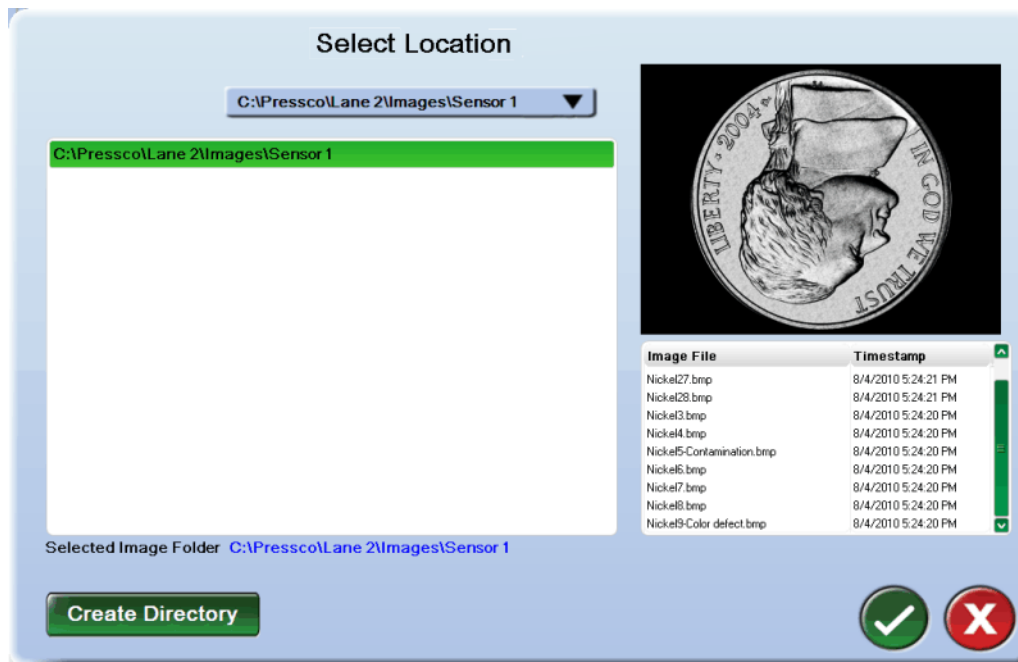 Select Location
C:\Pressco\Lane 2\Images\Sensor 1
C:\Pressco\Lane 2\Images\Sensor 1
LIBERTY · 2004
IN GOD WE TRUST
Image File Timestamp
Nickel27.bmp 8/4/2010 5:24:21 PM
Nickel28.bmp 8/4/2010 5:24:21 PM
Nickel3.bmp 8/4/2010 5:24:20 PM
Nickel4.bmp 8/4/2010 5:24:20 PM
Nickel5-Contamination.bmp 8/4/2010 5:24:20 PM
Nickel6.bmp 8/4/2010 5:24:20 PM
Nickel7.bmp 8/4/2010 5:24:20 PM
Nickel8.bmp 8/4/2010 5:24:20 PM
Nickel9-Color defect.bmp 8/4/2010 5:24:20 PM
Selected Image Folder C:\Pressco\Lane 2\Images\Sensor 1
Create Directory